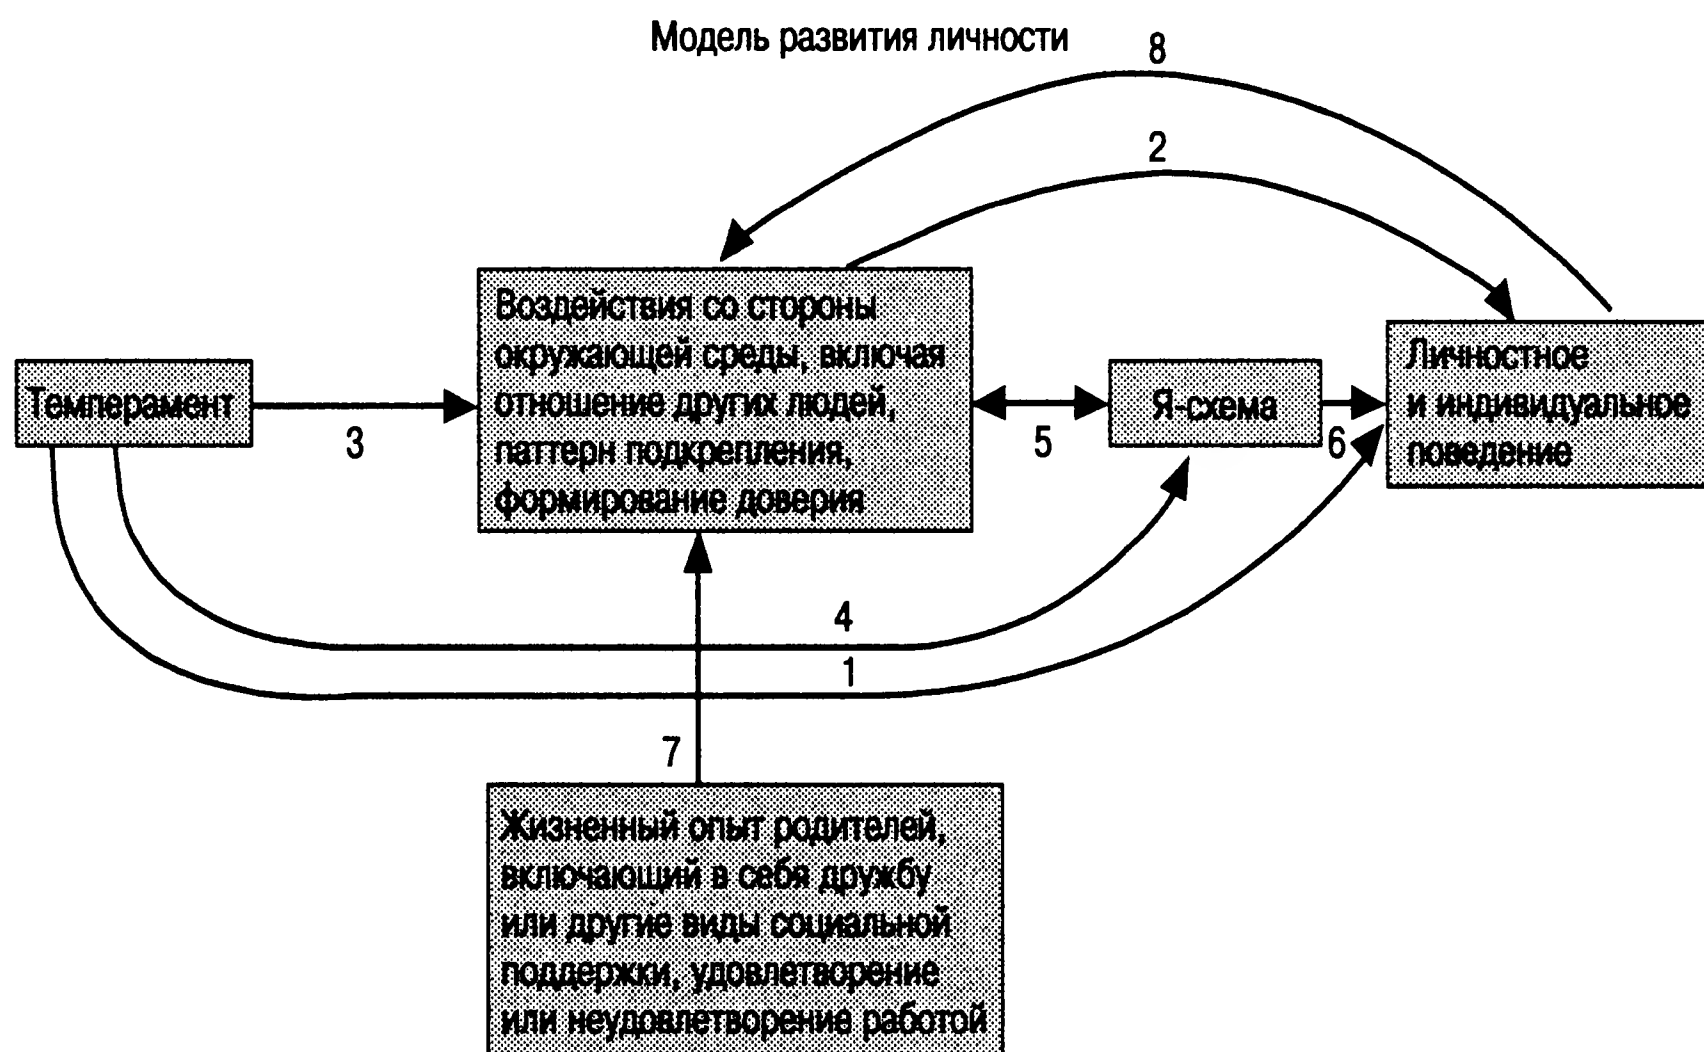 Модель развития личности
8
2
Воздействия со стороны
окружающей среды, включая
отношение других людей,
паттерн подкрепления,
формирование доверия
Темперамент
3
5
Я-схема
6
Личностное
и индивидуальное
поведение
4
1
7
Жизненный опыт родителей,
включающий в себя дружбу
или другие виды социальной
поддержки, удовлетворение
или неудовлетворение работой